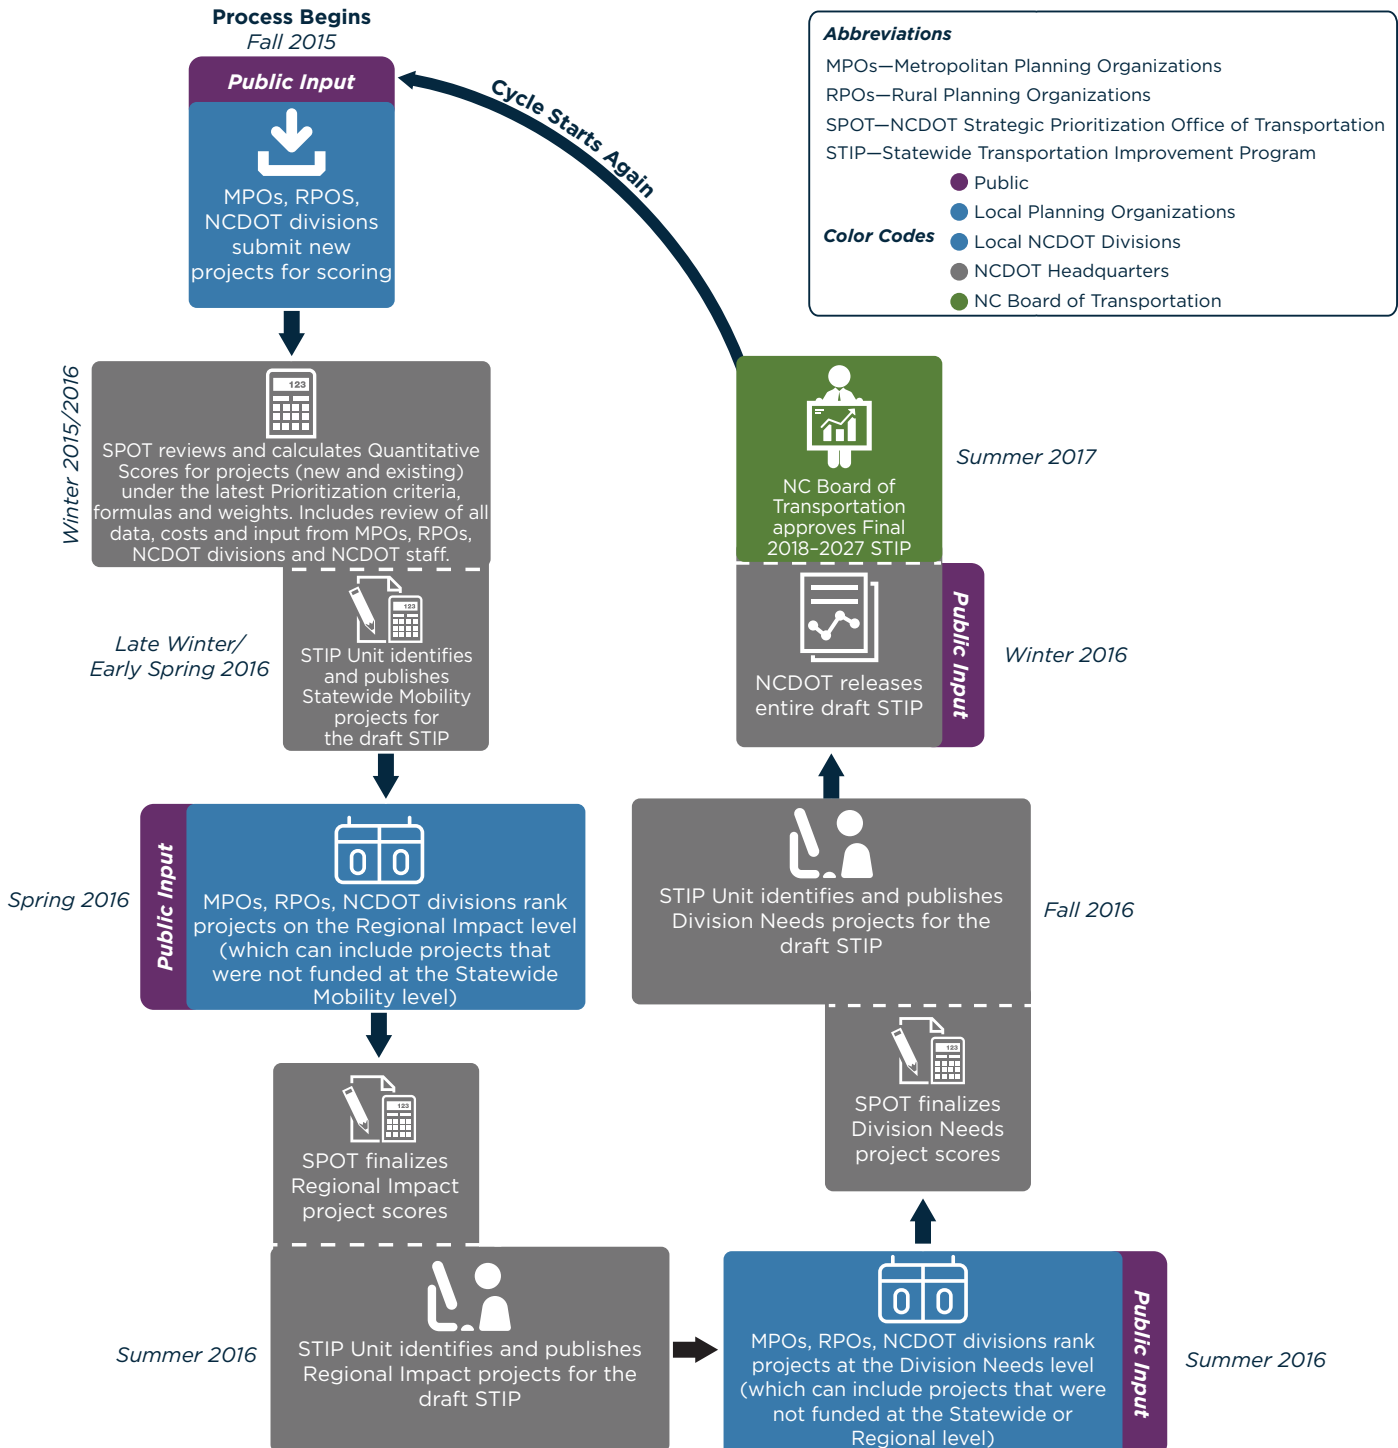 Process Begins
Fall 2015
Public Input
MPOs, RPOS,
NCDOT divisions
submit new
projects for scoring
Cycle Starts Again
Abbreviations
MPOs—Metropolitan Planning Organizations
RPOs—Rural Planning Organizations
SPOT—NCDOT Strategic Prioritization Office of Transportation
STIP—Statewide Transportation Improvement Program
Color Codes
Public
Local Planning Organizations
Local NCDOT Divisions
NCDOT Headquarters
NC Board of Transportation
Winter 2015/2016
123
SPOT reviews and calculates Quantitative
Scores for projects (new and existing)
under the latest Prioritization criteria,
formulas and weights. Includes review of all
data, costs and input from MPOs, RPOs,
NCDOT divisions and NCDOT staff.
Late Winter/
Early Spring 2016
123
STIP Unit identifies
and publishes
Statewide Mobility
projects for
the draft STIP
Spring 2016
Public Input
0 0
MPOs, RPOs, NCDOT divisions rank
projects on the Regional Impact level
(which can include projects that
were not funded at the Statewide
Mobility level)
123
SPOT finalizes
Regional Impact
project scores
Summer 2016
STIP Unit identifies and publishes
Regional Impact projects for the
draft STIP
0 0
MPOs, RPOs, NCDOT divisions rank
projects at the Division Needs level
(which can include projects that were
not funded at the Statewide or
Regional level)
Public Input
Summer 2016
123
SPOT finalizes
Division Needs
project scores
STIP Unit identifies and publishes
Division Needs projects for the
draft STIP
Fall 2016
NCDOT releases
entire draft STIP
Public Input
Winter 2016
NC Board of
Transportation
approves Final
2018–2027 STIP
Summer 2017